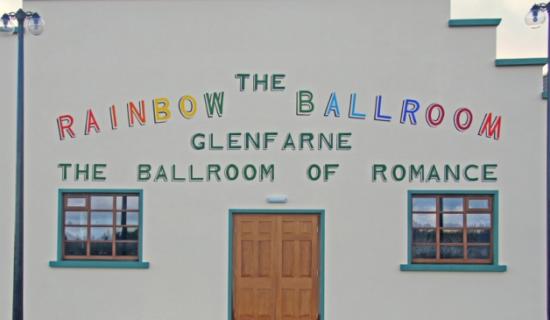 THE
RAINBOW BALLROOM
GLENFARNE
THE BALLROOM OF ROMANCE